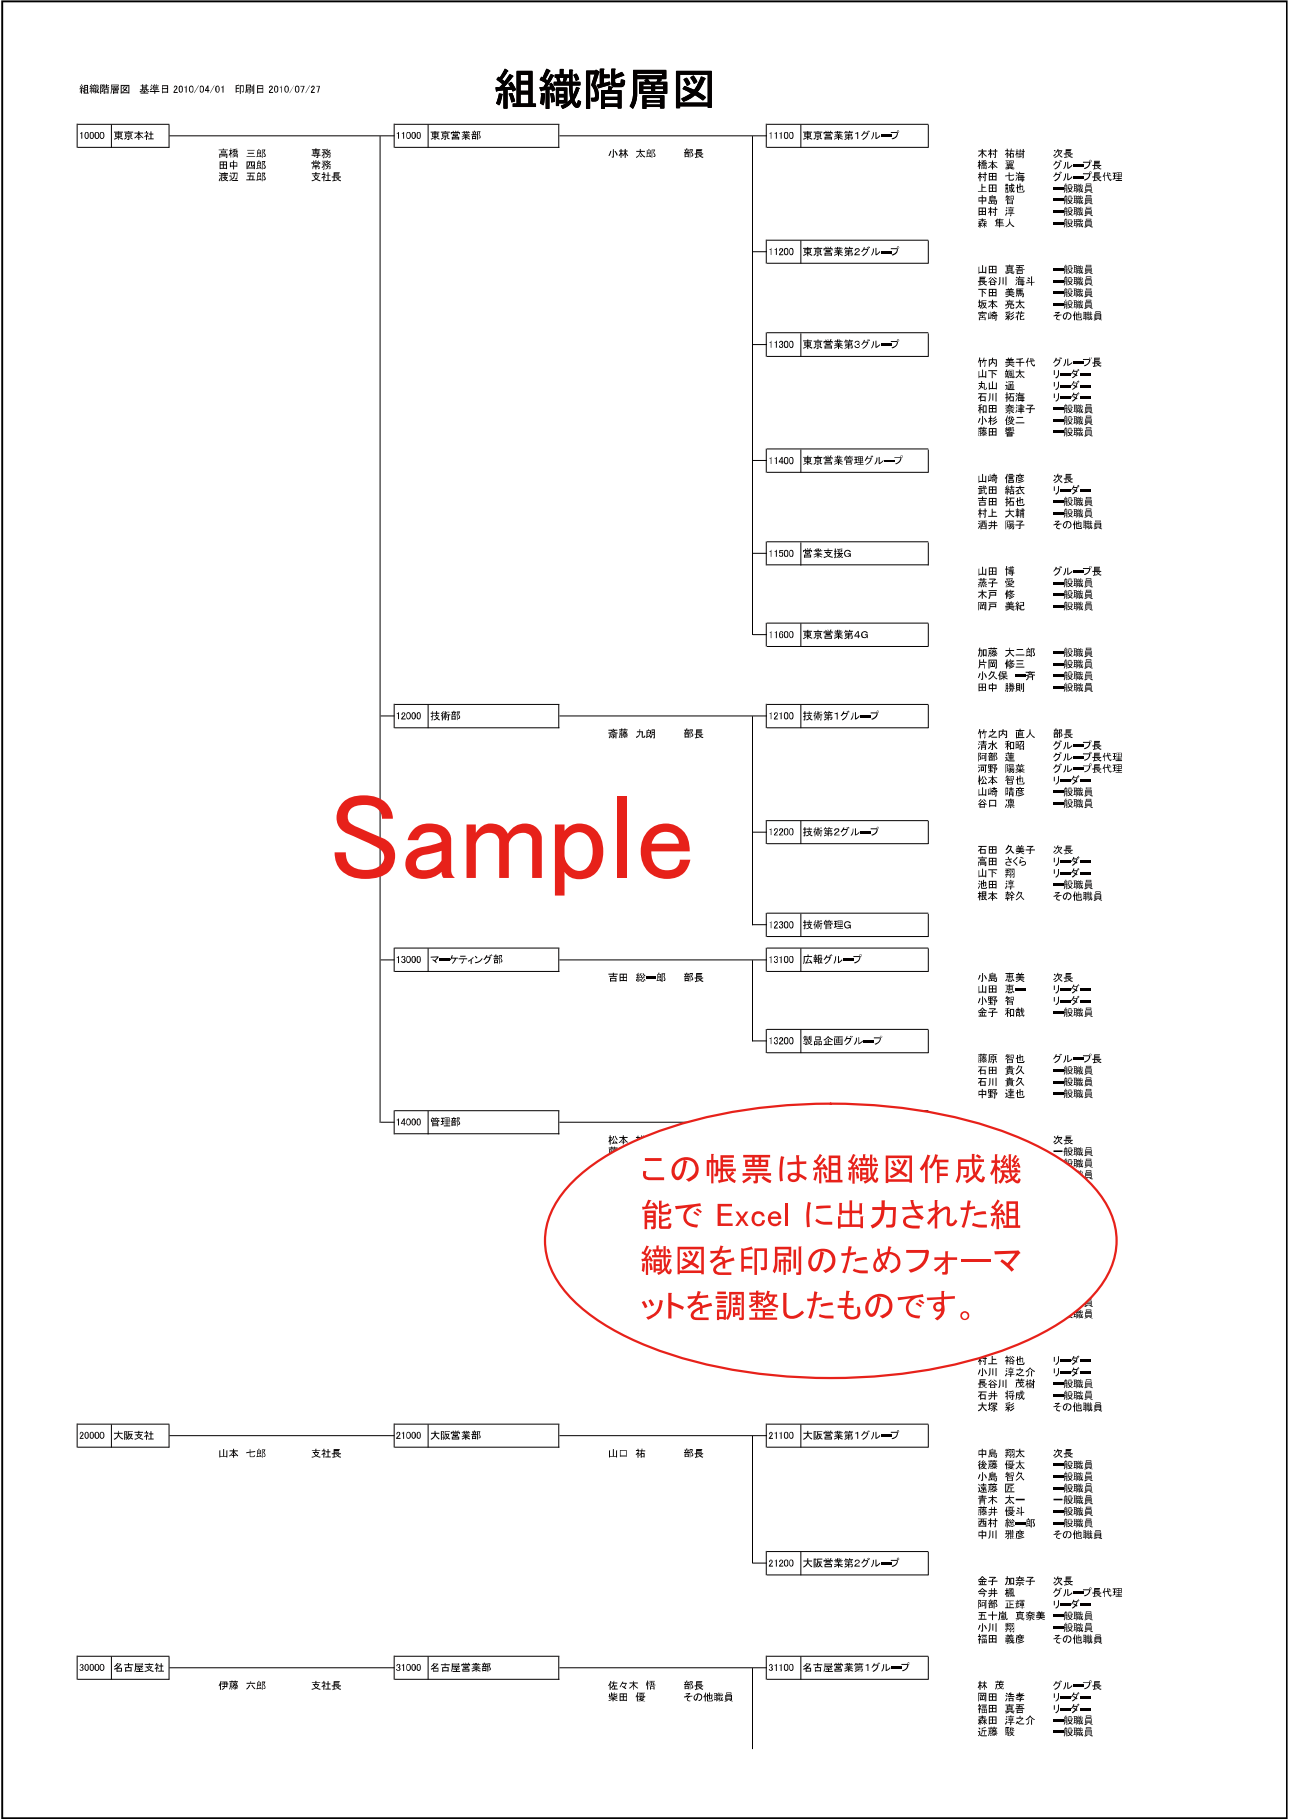 組織階層図 基準日 2010/04/01 印刷日 2010/07/27
組織階層図
10000 東京本社
高橋 三郎 専務
田中 四郎 常務
渡辺 五郎 支社長
11000 東京営業部
小林 太郎 部長
11100 東京営業第1グループ
木村 祐樹 次長
橋本 翼 グループ長
村田 七海 グループ長代理
上田 誠也 一般職員
中島 智 一般職員
田村 淳 一般職員
森 隼人 一般職員
11200 東京営業第2グループ
山田 真吾 一般職員
長谷川 海斗 一般職員
下田 美馬 一般職員
坂本 亮太 一般職員
宮崎 彩花 その他職員
11300 東京営業第3グループ
竹内 美千代 グループ長
山下 颯太 リーダー
丸山 遥 リーダー
石川 拓海 リーダー
和田 奈津子 一般職員
小杉 俊二 一般職員
藤田 響 一般職員
11400 東京営業管理グループ
山崎 信彦 次長
武田 結衣 リーダー
吉田 拓也 一般職員
村上 大輔 一般職員
酒井 陽子 その他職員
11500 営業支援G
山田 博 グループ長
蒸子 愛 一般職員
木戸 修 一般職員
岡戸 美紀 一般職員
11600 東京営業第4G
加藤 大二郎 一般職員
片岡 修三 一般職員
小久保 一斉 一般職員
田中 勝則 一般職員
12000 技術部
斎藤 九朗 部長
12100 技術第1グループ
竹之内 直人 部長
清水 和昭 グループ長
阿部 蓮 グループ長代理
河野 陽菜 グループ長代理
松本 智也 リーダー
山崎 晴彦 一般職員
谷口 凛 一般職員
12200 技術第2グループ
石田 久美子 次長
高田 さくら リーダー
山下 翔 リーダー
池田 淳 一般職員
根本 幹久 その他職員
12300 技術管理G
Sample
13000 マーケティング部
吉田 総一郎 部長
13100 広報グループ
小島 恵美 次長
山田 恵一 リーダー
小野 智 リーダー
金子 和哉 一般職員
13200 製品企画グループ
藤原 智也 グループ長
石田 貴久 一般職員
石川 貴久 一般職員
中野 達也 一般職員
14000 管理部
松本
次長
一般職員
般職員
この帳票は組織図作成機
能で Excel に出力された組
織図を印刷のためフォーマ
ットを調整したものです。
職員
村上 裕也 リーダー
小川 淳之介 リーダー
長谷川 茂樹 一般職員
石井 将成 一般職員
大塚 彩 その他職員
20000 大阪支社
山本 七郎 支社長
21000 大阪営業部
山口 祐 部長
21100 大阪営業第1グループ
中島 翔太 次長
後藤 優太 一般職員
小島 智久 一般職員
遠藤 匠 一般職員
青木 太一 一般職員
藤井 優斗 一般職員
西村 総一郎 一般職員
中川 雅彦 その他職員
21200 大阪営業第2グループ
金子 加奈子 次長
今井 楓 グループ長代理
阿部 正輝 リーダー
五十嵐 真奈美 一般職員
小川 翔 一般職員
福田 義彦 その他職員
30000 名古屋支社
伊藤 六郎 支社長
31000 名古屋営業部
佐々木 悟 部長
柴田 優 その他職員
31100 名古屋営業第1グループ
林 茂 グループ長
岡田 浩孝 リーダー
福田 真吾 リーダー
森田 淳之介 一般職員
近藤 駿 一般職員